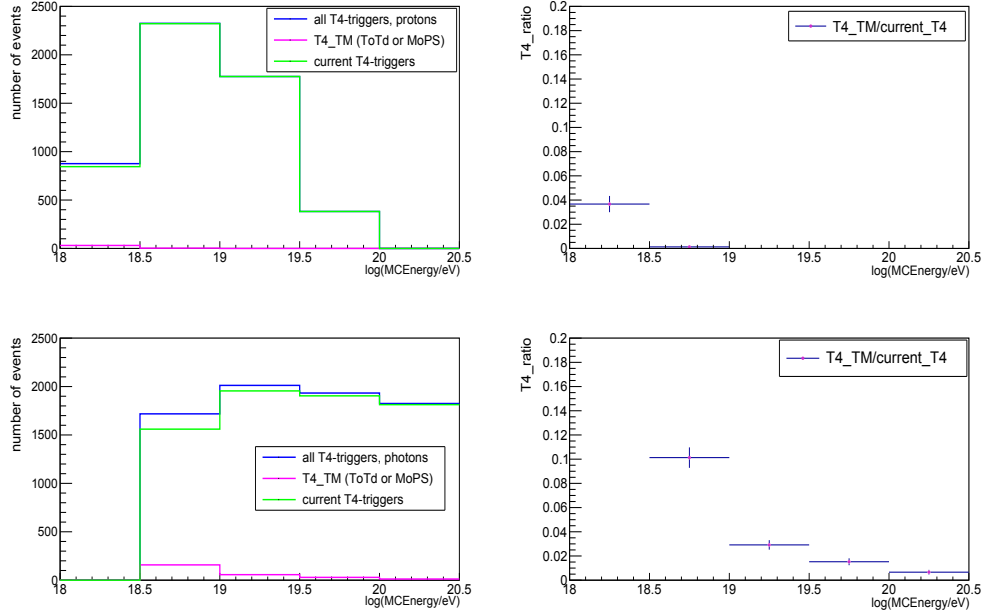 number of events
2500
2000
1500
1000
500
0
all T4-triggers, photons
T4_TM (ToTd or MoPS)
current T4-triggers
18 18.5 19 19.5 20 20.5
log(MCEnergy/eV)
T4_ratio
0.2
0.18
0.16
0.14
0.12
0.1
0.08
0.06
0.04
0.02
0
T4_TM/current_T4
18 18.5 19 19.5 20 20.5
log(MCEnergy/eV)
number of events
2500
2000
1500
1000
500
0
all T4-triggers, photons
T4_TM (ToTd or MoPS)
current T4-triggers
18 18.5 19 19.5 20 20.5
log(MCEnergy/eV)
T4_ratio
0.2
0.18
0.16
0.14
0.12
0.1
0.08
0.06
0.04
0.02
0
T4_TM/current_T4
18 18.5 19 19.5 20 20.5
log(MCEnergy/eV)